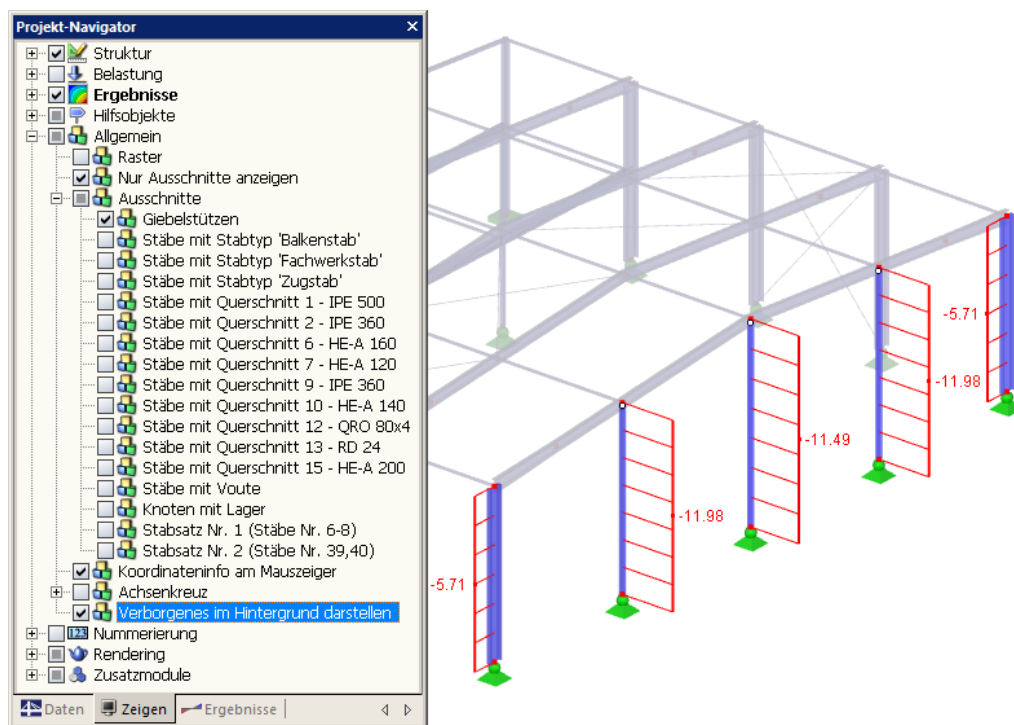 Projekt-Navigator
Struktur
Belastung
Ergebnisse
Hilfsobjekte
Allgemein
Raster
Nur Ausschnitte anzeigen
Ausschnitte
Giebelstützen
Stäbe mit Stabtyp 'Balkenstab'
Stäbe mit Stabtyp 'Fachwerkstab'
Stäbe mit Stabtyp 'Zugstab'
Stäbe mit Querschnitt 1 - IPE 500
Stäbe mit Querschnitt 2 - IPE 360
Stäbe mit Querschnitt 6 - HE-A 160
Stäbe mit Querschnitt 7 - HE-A 120
Stäbe mit Querschnitt 9 - IPE 360
Stäbe mit Querschnitt 10 - HE-A 140
Stäbe mit Querschnitt 12 - QRO 80x4
Stäbe mit Querschnitt 13 - RD 24
Stäbe mit Querschnitt 15 - HE-A 200
Stäbe mit Voute
Knoten mit Lager
Stabsatz Nr. 1 (Stäbe Nr. 6-8)
Stabsatz Nr. 2 (Stäbe Nr. 39,40)
Koordinateninfo am Mauszeiger
Achsenkreuz
Verborgenes im Hintergrund darstellen
123 Nummerierung
Rendering
Zusatzmodule
Daten Zeigen Ergebnisse
-5.71
-11.98
-11.49
-11.98
-5.71